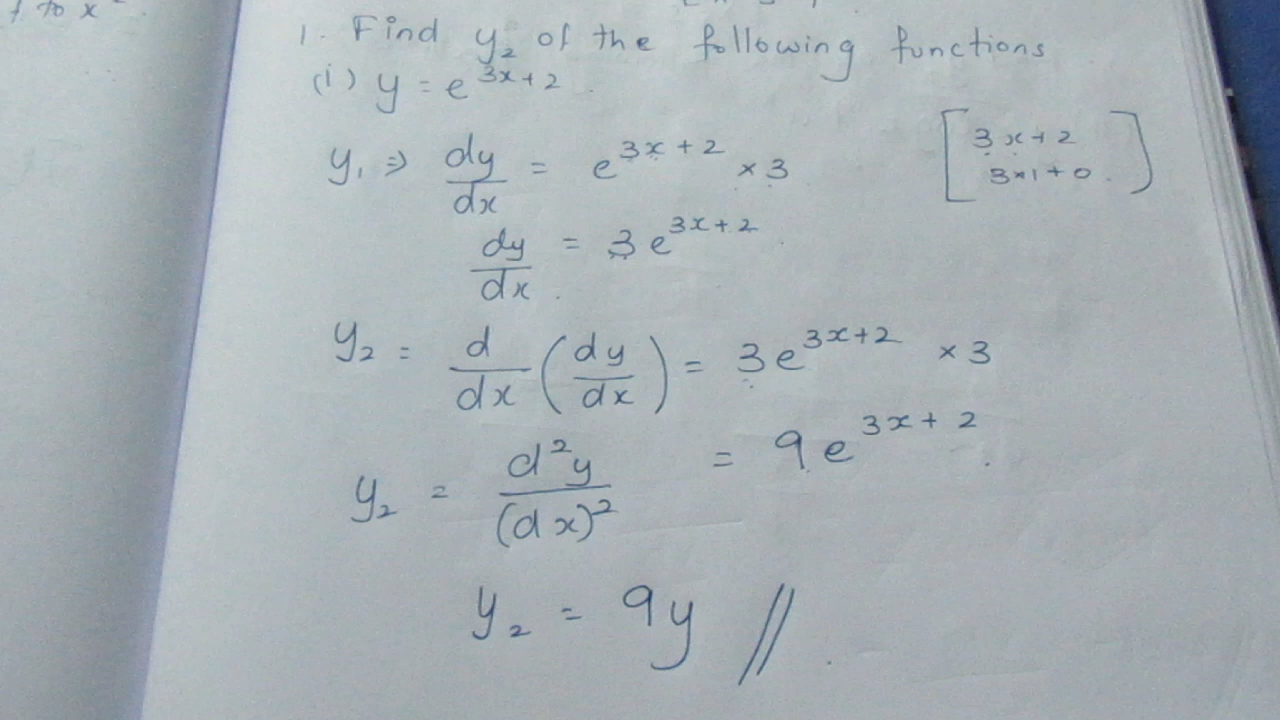 1. Find y₂ of the following functions
(i) y = e^{3x+2}.
y₁ ⇒ dy/dx = e^{3x+2} × 3 [3x+2
3×1+0.]
dy/dx = 3e^{3x+2}
y₂ = d/dx (dy/dx) = 3e^{3x+2} × 3
y₂ = d²y/(dx)² = 9e^{3x+2}.
y₂ = 9y //